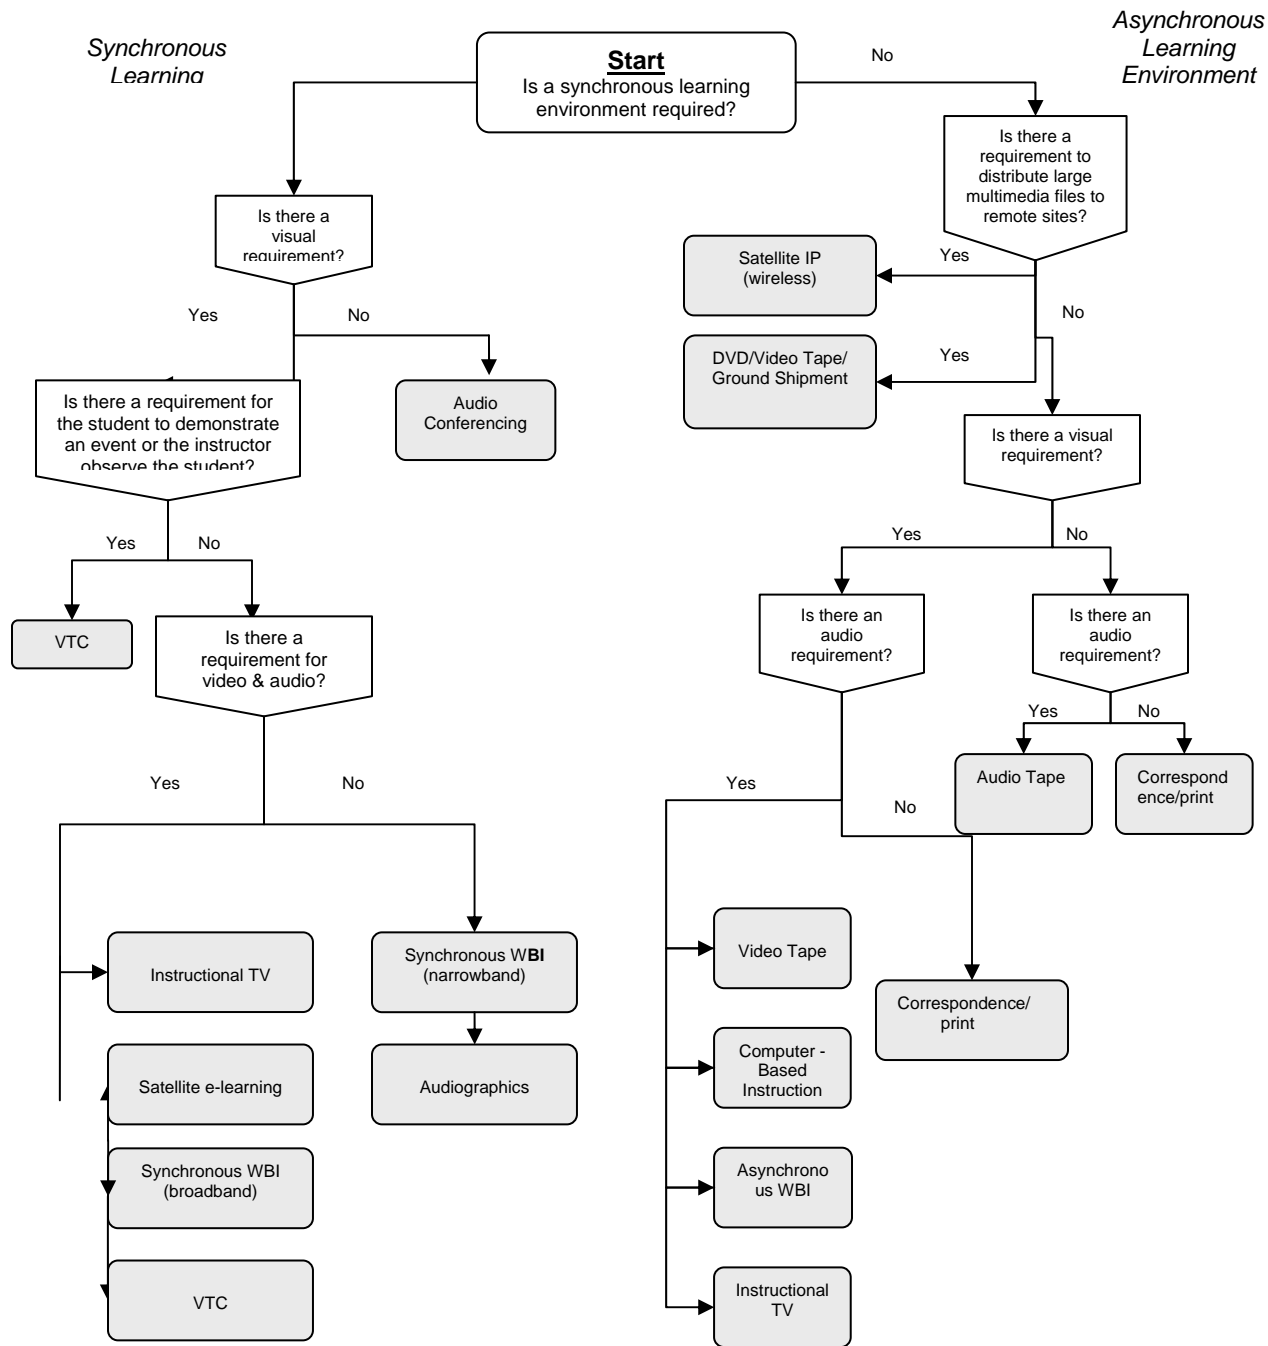 Synchronous
Learning
Asynchronous
Learning
Environment
Start
Is a synchronous learning
environment required?
No
Is there a
requirement to
distribute large
multimedia files to
remote sites?
Is there a
visual
requirement?
Satellite IP
(wireless)
Yes
Yes
No
No
DVD/Video Tape/
Ground Shipment
Yes
Is there a requirement for
the student to demonstrate
an event or the instructor
observe the student?
Audio
Conferencing
Is there a visual
requirement?
Yes
No
Yes
No
VTC
Is there a
requirement for
video & audio?
Is there an
audio
requirement?
Is there an
audio
requirement?
Yes
No
Yes
No
Yes
No
Audio Tape
Correspond
ence/print
Instructional TV
Synchronous WBI
(narrowband)
Video Tape
Correspondence/
print
Satellite e-learning
Audiographics
Computer -
Based
Instruction
Synchronous WBI
(broadband)
Asynchrono
us WBI
VTC
Instructional
TV